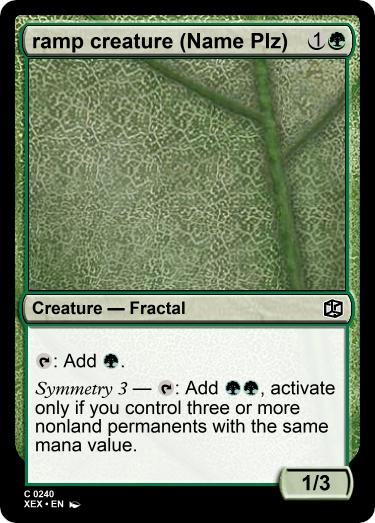 ramp creature (Name Plz) 1
Creature — Fractal
: Add .
Symmetry 3 — : Add , activate
only if you control three or more
nonland permanents with the same
mana value.
1/3
C 0240
XEX • EN